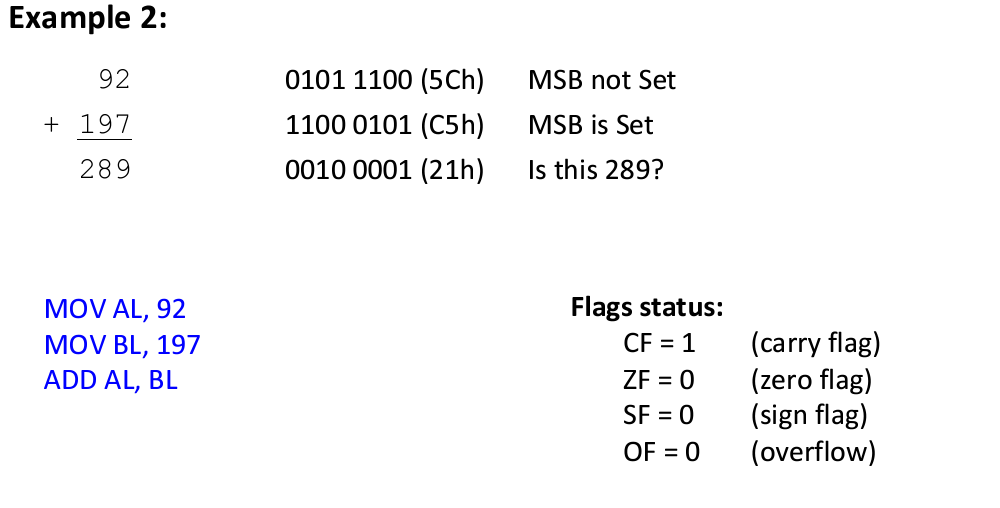 Example 2:
92 0101 1100 (5Ch) MSB not Set
+ 197 1100 0101 (C5h) MSB is Set
289 0010 0001 (21h) Is this 289?
MOV AL, 92
MOV BL, 197
ADD AL, BL
Flags status:
CF = 1 (carry flag)
ZF = 0 (zero flag)
SF = 0 (sign flag)
OF = 0 (overflow)